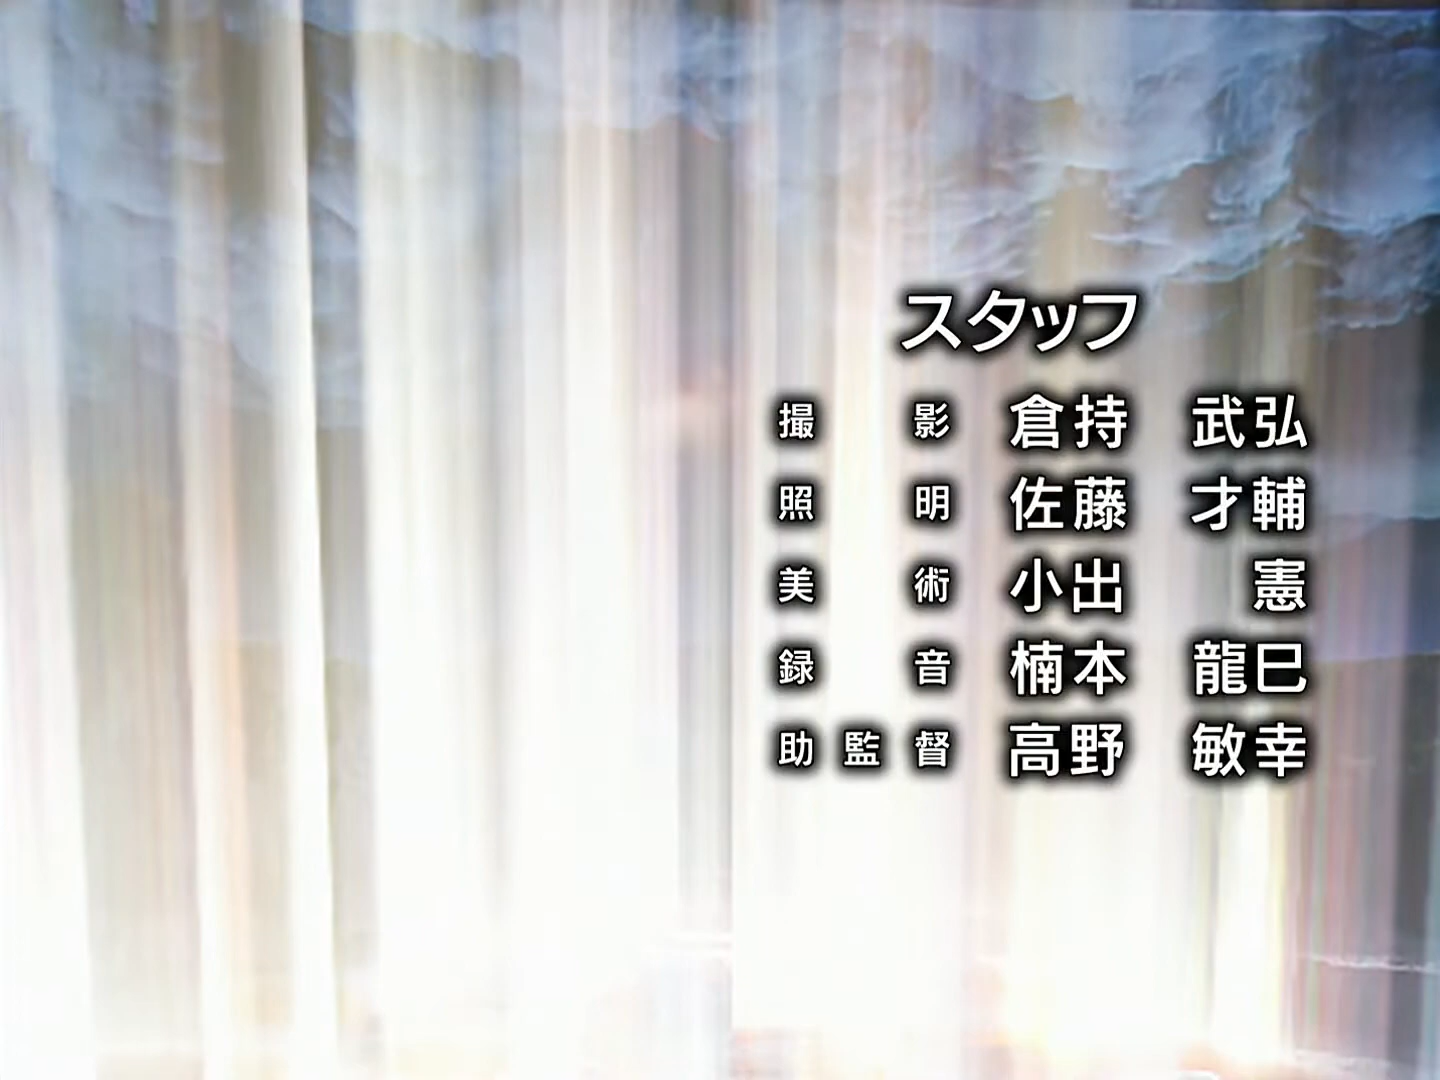 スタッフ
撮影 倉持 武弘
照明 佐藤 才輔
美術 小出 憲
録音 楠本 龍巳
助監督 高野 敏幸